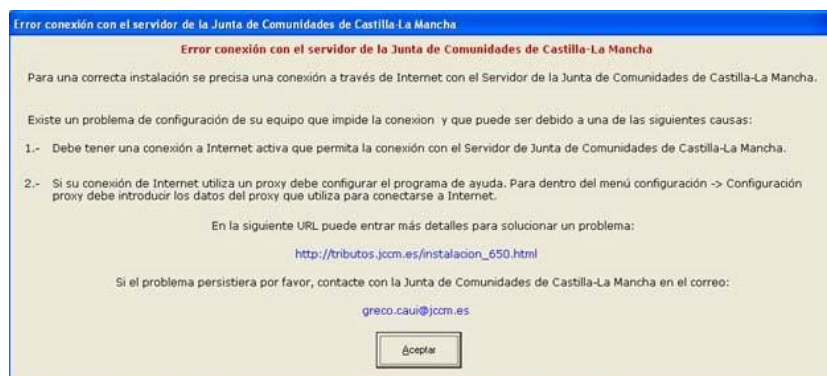 Error conexión con el servidor de la Junta de Comunidades de Castilla-La Mancha
Error conexión con el servidor de la Junta de Comunidades de Castilla-La Mancha
Para una correcta instalación se precisa una conexión a través de Internet con el Servidor de la Junta de Comunidades de Castilla-La Mancha.
Existe un problema de configuración de su equipo que impide la conexion y que puede ser debido a una de las siguientes causas:
1.- Debe tener una conexión a Internet activa que permita la conexión con el Servidor de Junta de Comunidades de Castilla-La Mancha.
2.- Si su conexión de Internet utiliza un proxy debe configurar el programa de ayuda. Para dentro del menú configuración -> Configuración
proxy debe introducir los datos del proxy que utiliza para conectarse a Internet.
En la siguiente URL puede entrar más detalles para solucionar un problema:
http://tributos.jccm.es/instalacion_650.html
Si el problema persistiera por favor, contacte con la Junta de Comunidades de Castilla-La Mancha en el correo:
greco.caui@jccm.es
Aceptar